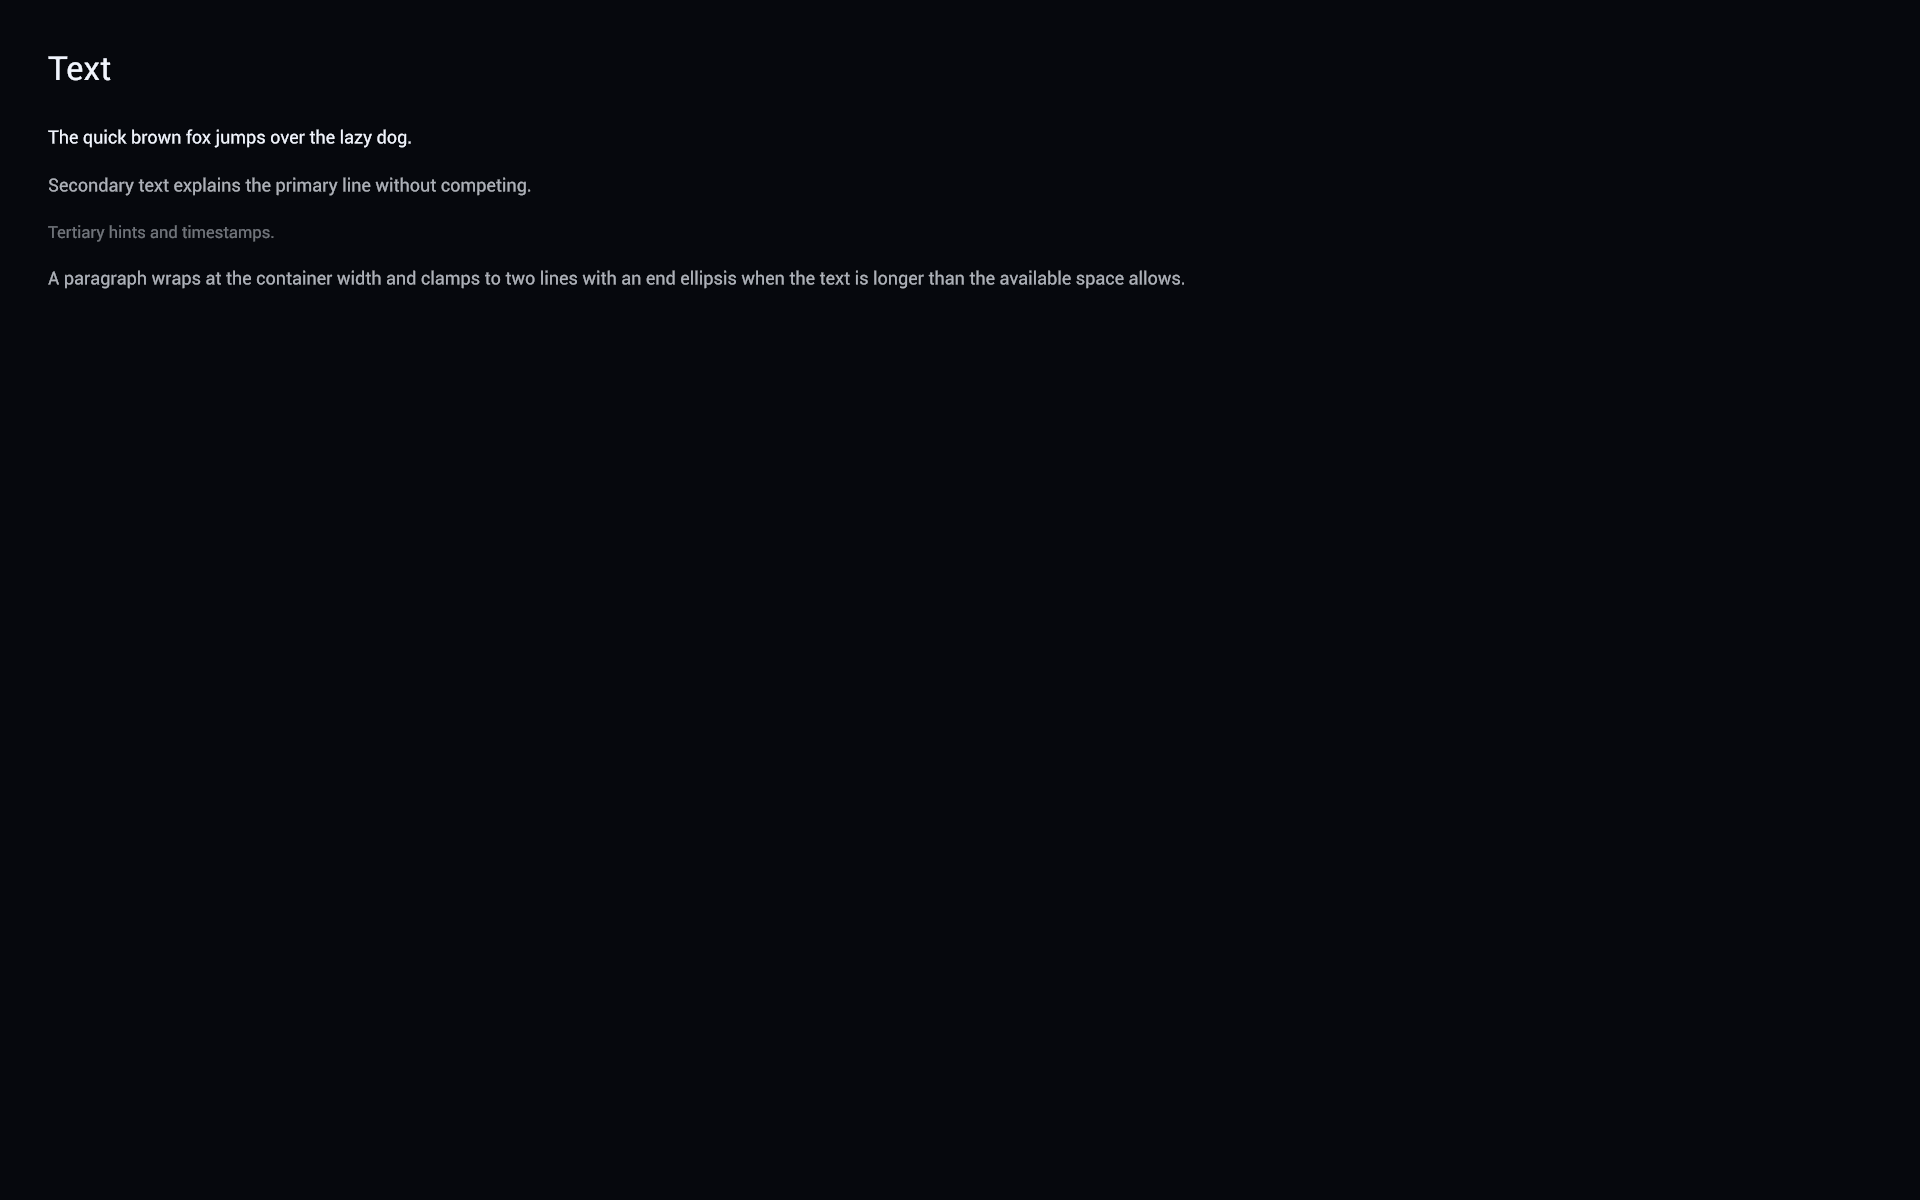 Text
The quick brown fox jumps over the lazy dog.
Secondary text explains the primary line without competing.
Tertiary hints and timestamps.
A paragraph wraps at the container width and clamps to two lines with an end ellipsis when the text is longer than the available space allows.